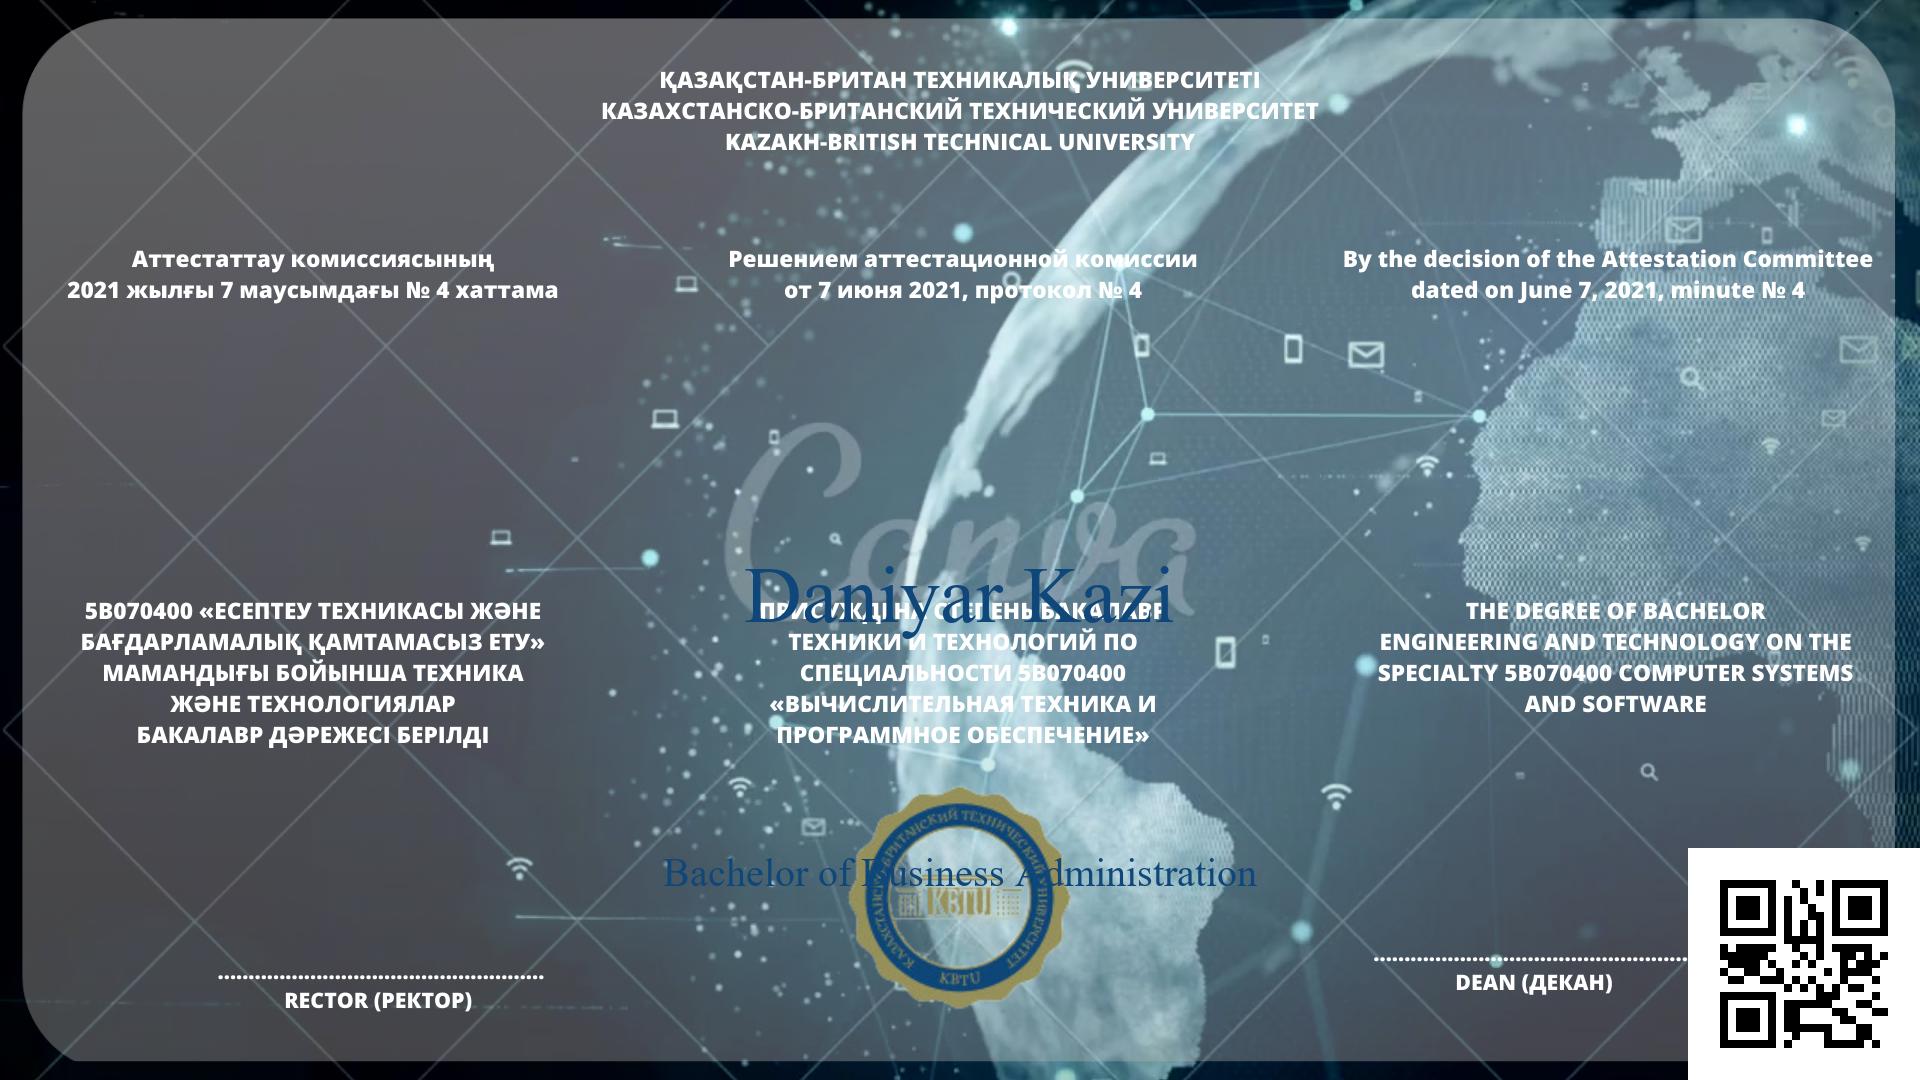 ҚАЗАҚСТАН-БРИТАН ТЕХНИКАЛЫҚ УНИВЕРСИТЕТІ
КАЗАХСТАНСКО-БРИТАНСКИЙ ТЕХНИЧЕСКИЙ УНИВЕРСИТЕТ
KAZAKH-BRITISH TECHNICAL UNIVERSITY
Аттестаттау комиссиясының
2021 жылғы 7 маусымдағы № 4 хаттама
Решением аттестационной комиссии
от 7 июня 2021, протокол № 4
By the decision of the Attestation Committee
dated on June 7, 2021, minute № 4
Canva
Daniyar Kazi
5B070400 «ЕСЕПТЕУ ТЕХНИКАСЫ ЖӘНЕ
БАҒДАРЛАМАЛЫҚ ҚАМТАМАСЫЗ ЕТУ»
МАМАНДЫҒЫ БОЙЫНША ТЕХНИКА
ЖӘНЕ ТЕХНОЛОГИЯЛАР
БАКАЛАВР ДӘРЕЖЕСІ БЕРІЛДІ
ПРИСУЖДЕНА СТЕПЕНЬ БАКАЛАВР
ТЕХНИКИ И ТЕХНОЛОГИЙ ПО
СПЕЦИАЛЬНОСТИ 5B070400
«ВЫЧИСЛИТЕЛЬНАЯ ТЕХНИКА И
ПРОГРАММНОЕ ОБЕСПЕЧЕНИЕ»
THE DEGREE OF BACHELOR
ENGINEERING AND TECHNOLOGY ON THE
SPECIALTY 5B070400 COMPUTER SYSTEMS
AND SOFTWARE
Bachelor of Business Administration
КАЗАХСТАНСКО-БРИТАНСКИЙ ТЕХНИЧЕСКИЙ УНИВЕРСИТЕТ
KBTU
KBTU
RECTOR (РЕКТОР)
DEAN (ДЕКАН)